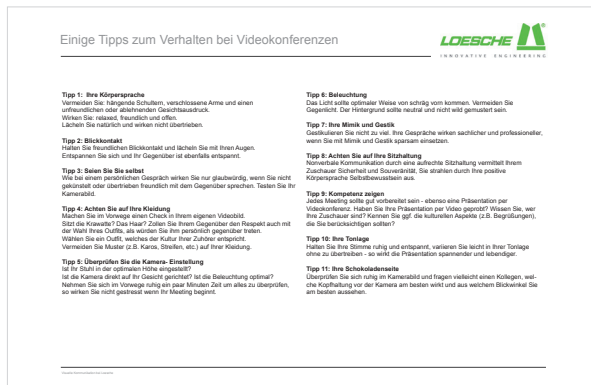 Einige Tipps zum Verhalten bei Videokonferenzen
LOESCHE
INNOVATIVE ENGINEERING
Tipp 1: Ihre Körpersprache
Vermeiden Sie: hängende Schultern, verschlossene Arme und einen
unfreundlichen oder ablehnenden Gesichtsausdruck.
Wirken Sie: relaxed, freundlich und offen.
Lächeln Sie natürlich und wirken nicht übertrieben.
Tipp 2: Blickkontakt
Halten Sie freundlichen Blickkontakt und lächeln Sie mit Ihren Augen.
Entspannen Sie sich und Ihr Gegenüber ist ebenfalls entspannt.
Tipp 3: Seien Sie Sie selbst
Wie bei einem persönlichen Gespräch wirken Sie nur glaubwürdig, wenn Sie nicht
gekünstelt oder übertrieben freundlich mit dem Gegenüber sprechen. Testen Sie Ihr
Kamerabild.
Tipp 4: Achten Sie auf Ihre Kleidung
Machen Sie im Vorwege einen Check in Ihrem eigenen Videobild.
Sitzt die Krawatte? Das Haar? Zollen Sie Ihrem Gegenüber den Respekt auch mit
der Wahl Ihres Outfits, als würden Sie ihm persönlich gegenüber treten.
Wählen Sie ein Outfit, welches der Kultur Ihrer Zuhörer entspricht.
Vermeiden Sie Muster (z.B. Karos, Streifen, etc.) auf Ihrer Kleidung.
Tipp 5: Überprüfen Sie die Kamera- Einstellung
Ist Ihr Stuhl in der optimalen Höhe eingestellt?
Ist die Kamera direkt auf Ihr Gesicht gerichtet? Ist die Beleuchtung optimal?
Nehmen Sie sich im Vorwege ruhig ein paar Minuten Zeit um alles zu überprüfen,
so wirken Sie nicht gestresst wenn Ihr Meeting beginnt.
Tipp 6: Beleuchtung
Das Licht sollte optimaler Weise von schräg vorn kommen. Vermeiden Sie
Gegenlicht. Der Hintergrund sollte neutral und nicht wild gemustert sein.
Tipp 7: Ihre Mimik und Gestik
Gestikulieren Sie nicht zu viel. Ihre Gespräche wirken sachlicher und professioneller,
wenn Sie mit Mimik und Gestik sparsam einsetzen.
Tipp 8: Achten Sie auf Ihre Sitzhaltung
Nonverbale Kommunikation durch eine aufrechte Sitzhaltung vermittelt Ihrem
Zuschauer Sicherheit und Souveränität, Sie strahlen durch Ihre positive
Körpersprache Selbstbewusstsein aus.
Tipp 9: Kompetenz zeigen
Jedes Meeting sollte gut vorbereitet sein - ebenso eine Präsentation per
Videokonferenz. Haben Sie Ihre Präsentation per Video geprobt? Wissen Sie, wer
Ihre Zuschauer sind? Kennen Sie ggf. die kulturellen Aspekte (z.B. Begrüßungen),
die Sie berücksichtigen sollten?
Tipp 10: Ihre Tonlage
Halten Sie Ihre Stimme ruhig und entspannt, variieren Sie leicht in Ihrer Tonlage
ohne zu übertreiben - so wirkt die Präsentation spannender und lebendiger.
Tipp 11: Ihre Schokoladenseite
Überprüfen Sie sich ruhig im Kamerabild und fragen vielleicht einen Kollegen, wel-
che Kopfhaltung vor der Kamera am besten wirkt und aus welchem Blickwinkel Sie
am besten aussehen.